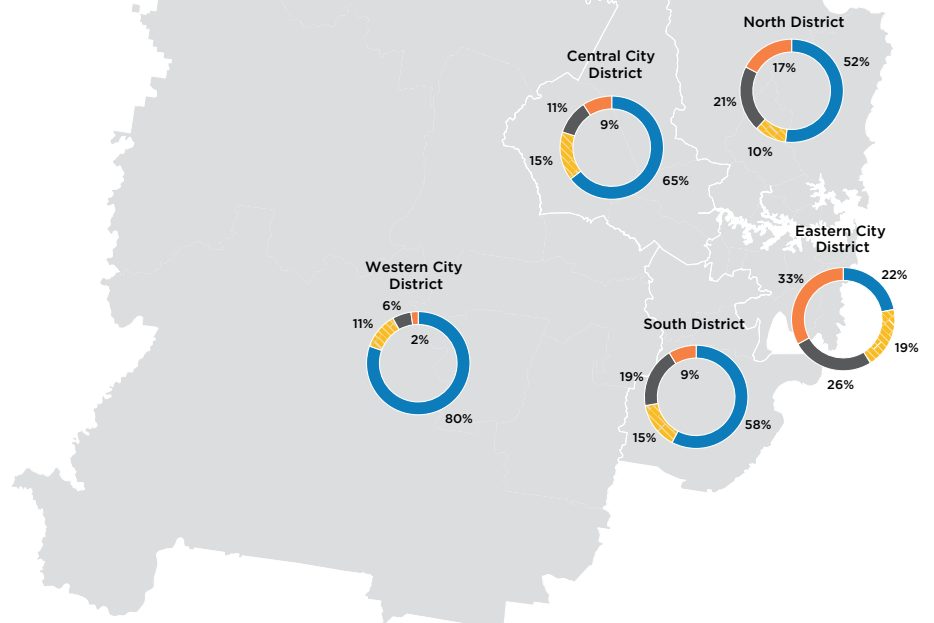 North District
52%
17%
21%
10%
Central City
District
11%
9%
15%
65%
Eastern City
District
33%
22%
19%
26%
Western City
District
6%
11%
2%
80%
South District
19%
9%
58%
15%